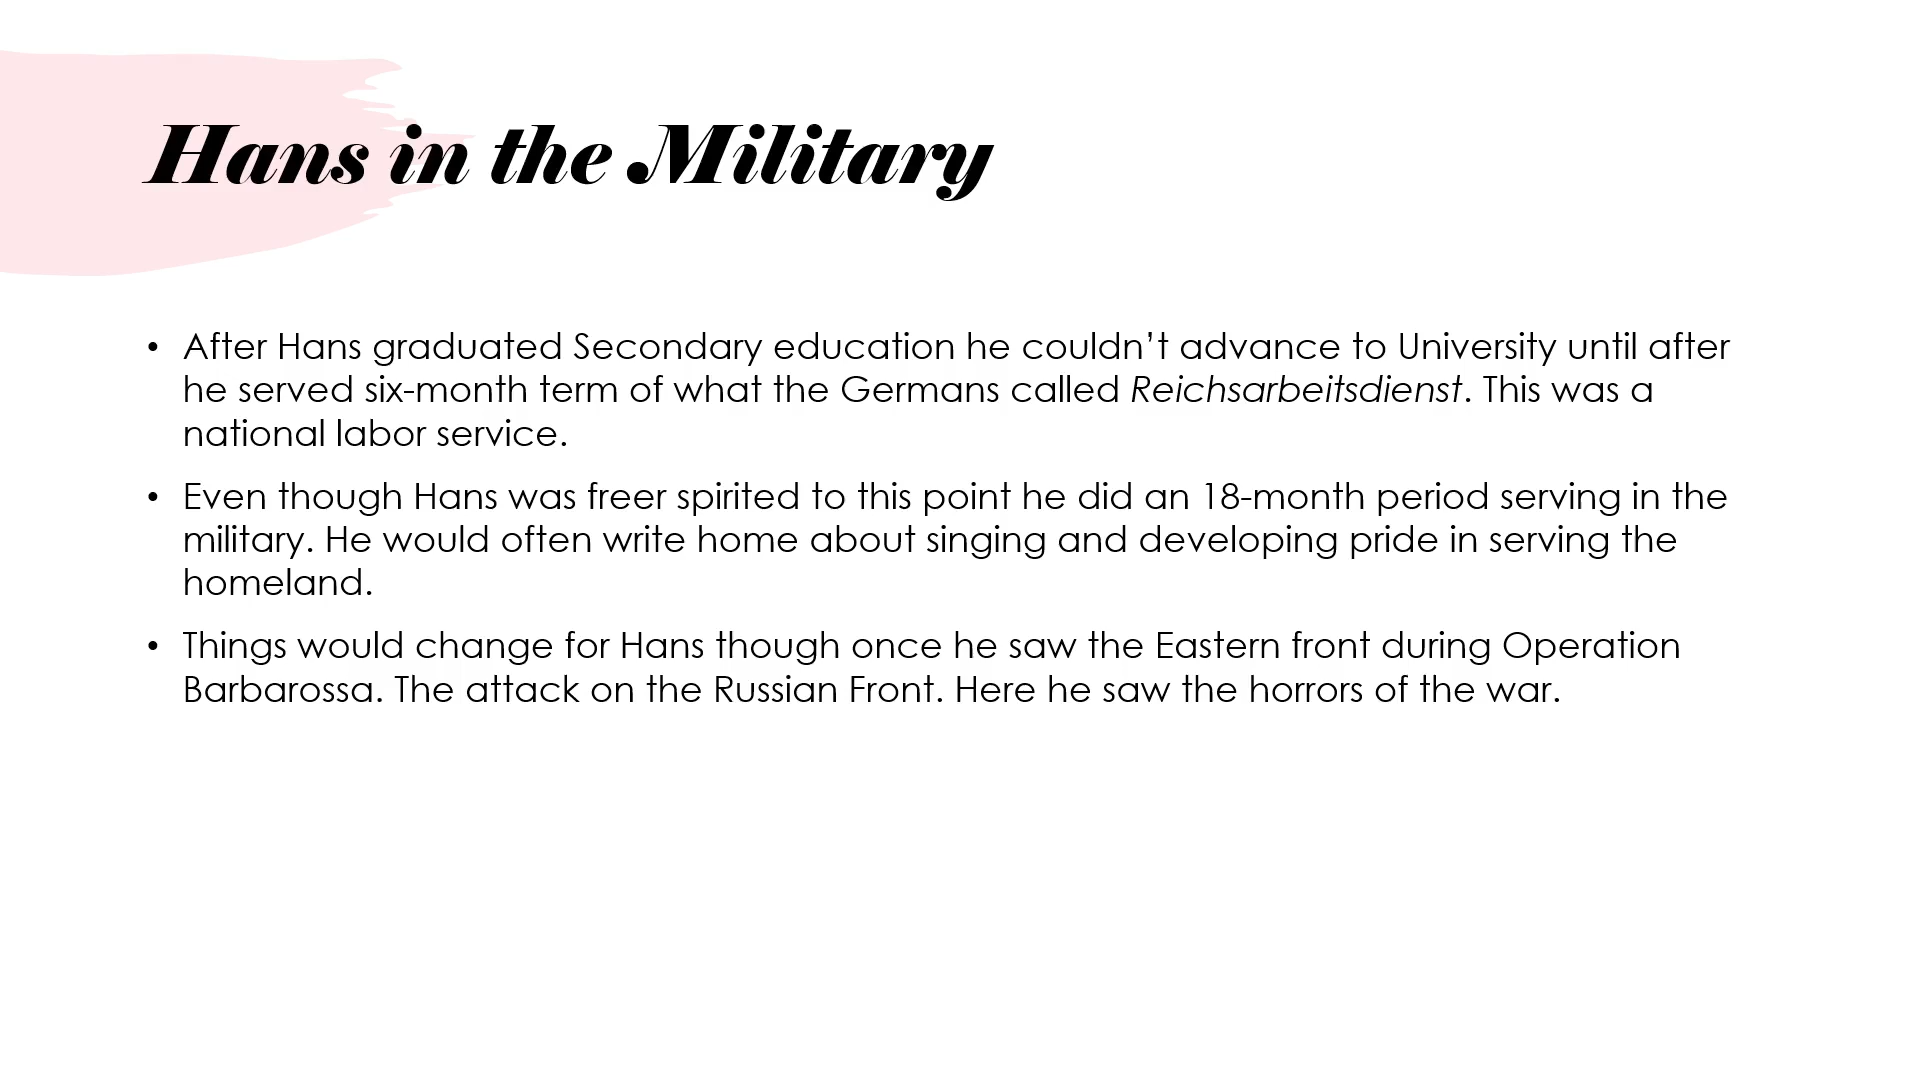 Hans in the Military
• After Hans graduated Secondary education he couldn’t advance to University until after
he served six-month term of what the Germans called Reichsarbeitsdienst. This was a
national labor service.
• Even though Hans was freer spirited to this point he did an 18-month period serving in the
military. He would often write home about singing and developing pride in serving the
homeland.
• Things would change for Hans though once he saw the Eastern front during Operation
Barbarossa. The attack on the Russian Front. Here he saw the horrors of the war.